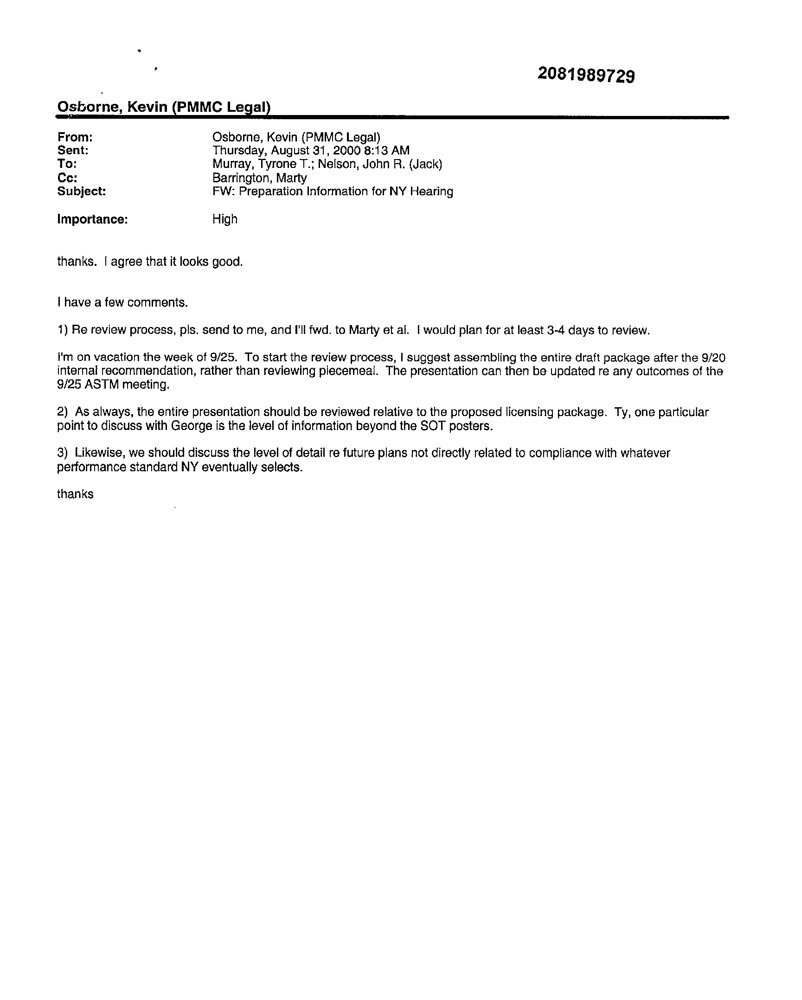 2081989729
Osborne, Kevin (PMMC Legal)
From: Osborne, Kevin (PMMC Legal)
Sent: Thursday, August 31, 2000 8:13 AM
To: Murray, Tyrone T.; Nelson, John R. (Jack)
Cc: Barrington, Marty
Subject: FW: Preparation Information for NY Hearing
Importance: High
thanks. I agree that it looks good.
I have a few comments.
1) Re review process, pls. send to me, and I'll fwd. to Marty et al. I would plan for at least 3-4 days to review.
I'm on vacation the week of 9/25. To start the review process, I suggest assembling the entire draft package after the 9/20
internal recommendation, rather than reviewing piecemeal. The presentation can then be updated re any outcomes of the
9/25 ASTM meeting.
2) As always, the entire presentation should be reviewed relative to the proposed licensing package. Ty, one particular
point to discuss with George is the level of information beyond the SOT posters.
3) Likewise, we should discuss the level of detail re future plans not directly related to compliance with whatever
performance standard NY eventually selects.
thanks